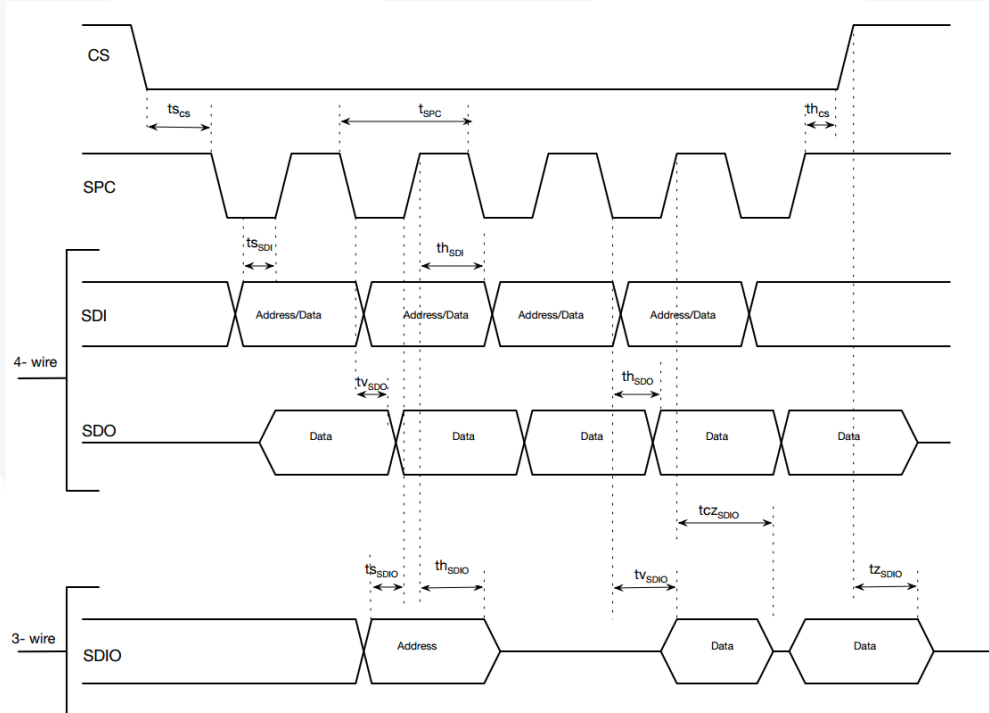 CS
ts_CS t_SPC th_CS
SPC
ts_SDI th_SDI
SDI Address/Data Address/Data Address/Data Address/Data
4- wire
tv_SDO th_SDO
SDO Data Data Data Data Data
tcz_SDIO
ts_SDIO th_SDIO tv_SDIO tz_SDIO
3- wire
SDIO Address Data Data